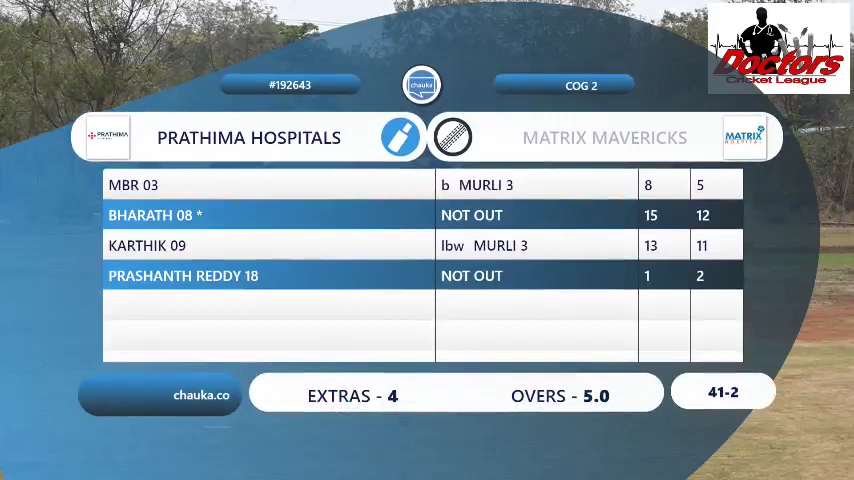 Doctors
Cricket League
#192643
chauka
COG 2
PRATHIMA
PRATHIMA HOSPITALS
MATRIX MAVERICKS
MATRIX
HOSPITAL
MBR 03 b MURLI 3 8 5
BHARATH 08 * NOT OUT 15 12
KARTHIK 09 lbw MURLI 3 13 11
PRASHANTH REDDY 18 NOT OUT 1 2
chauka.co
EXTRAS - 4
OVERS - 5.0
41-2